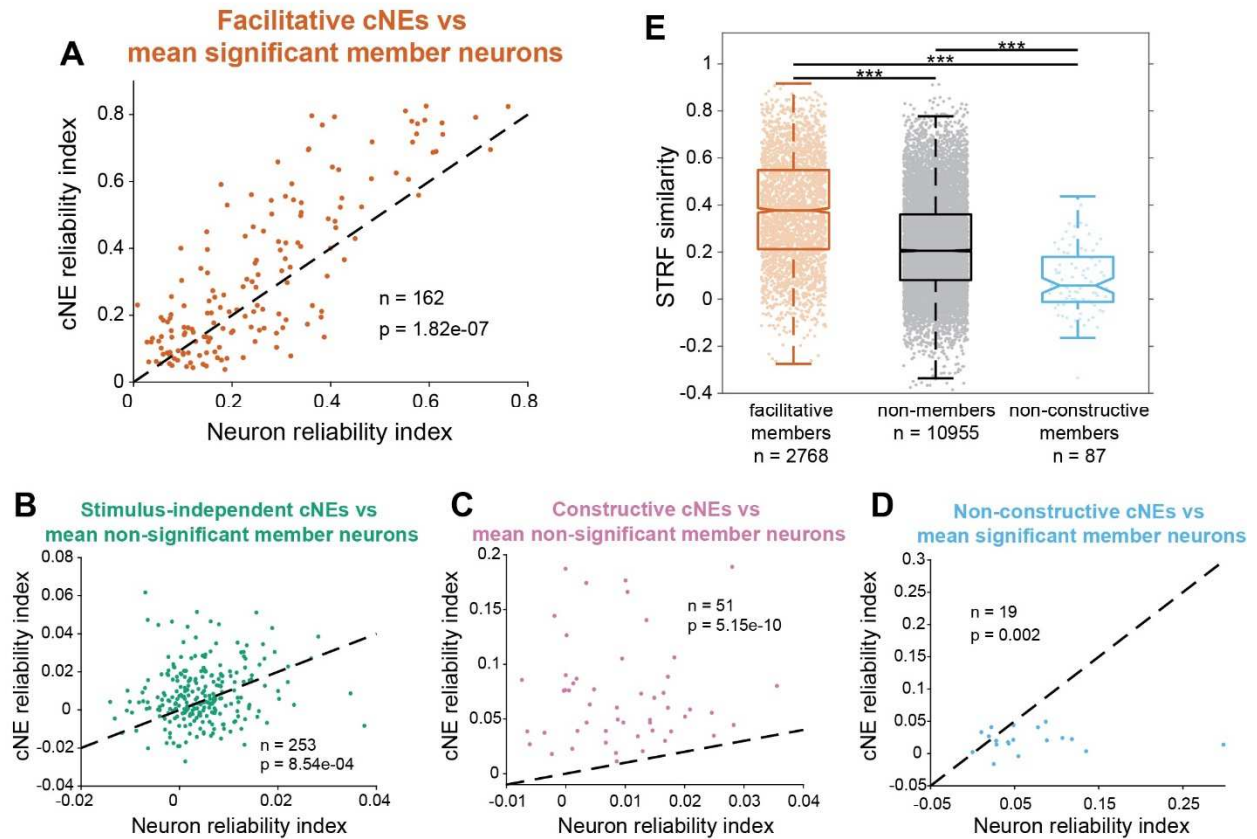 A
Facilitative cNEs vs
mean significant member neurons
cNE reliability index
0.8
0.6
0.4
0.2
0
n = 162
p = 1.82e-07
0 0.2 0.4 0.6 0.8
Neuron reliability index
E
STRF similarity
1
0.8
0.6
0.4
0.2
0
-0.2
-0.4
***
***
***
facilitative
members
n = 2768
non-members
n = 10955
non-constructive
members
n = 87
B
Stimulus-independent cNEs vs
mean non-significant member neurons
cNE reliability index
0.08
0.06
0.04
0.02
0
-0.02
-0.04
n = 253
p = 8.54e-04
-0.02 0 0.02 0.04
Neuron reliability index
C
Constructive cNEs vs
mean non-significant member neurons
cNE reliability index
0.2
0.15
0.1
0.05
0
n = 51
p = 5.15e-10
-0.01 0 0.01 0.02 0.03 0.04
Neuron reliability index
D
Non-constructive cNEs vs
mean significant member neurons
cNE reliability index
0.3
0.25
0.2
0.15
0.1
0.05
0
-0.05
n = 19
p = 0.002
-0.05 0.05 0.15 0.25
Neuron reliability index